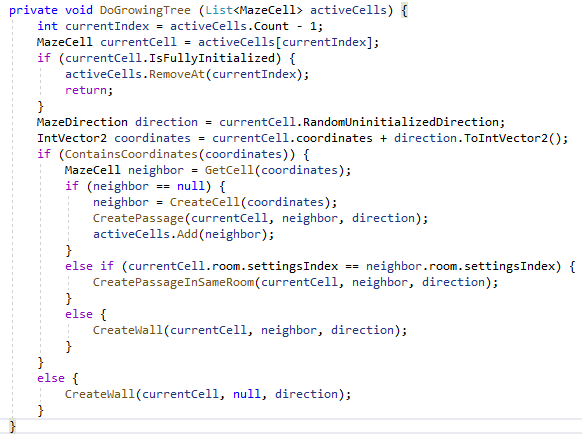 private void DoGrowingTree (List<MazeCell> activeCells) {
    int currentIndex = activeCells.Count - 1;
    MazeCell currentCell = activeCells[currentIndex];
    if (currentCell.IsFullyInitialized) {
        activeCells.RemoveAt(currentIndex);
        return;
    }
    MazeDirection direction = currentCell.RandomUninitializedDirection;
    IntVector2 coordinates = currentCell.coordinates + direction.ToIntVector2();
    if (ContainsCoordinates(coordinates)) {
        MazeCell neighbor = GetCell(coordinates);
        if (neighbor == null) {
            neighbor = CreateCell(coordinates);
            CreatePassage(currentCell, neighbor, direction);
            activeCells.Add(neighbor);
        }
        else if (currentCell.room.settingsIndex == neighbor.room.settingsIndex) {
            CreatePassageInSameRoom(currentCell, neighbor, direction);
        }
        else {
            CreateWall(currentCell, neighbor, direction);
        }
    }
    else {
        CreateWall(currentCell, null, direction);
    }
}